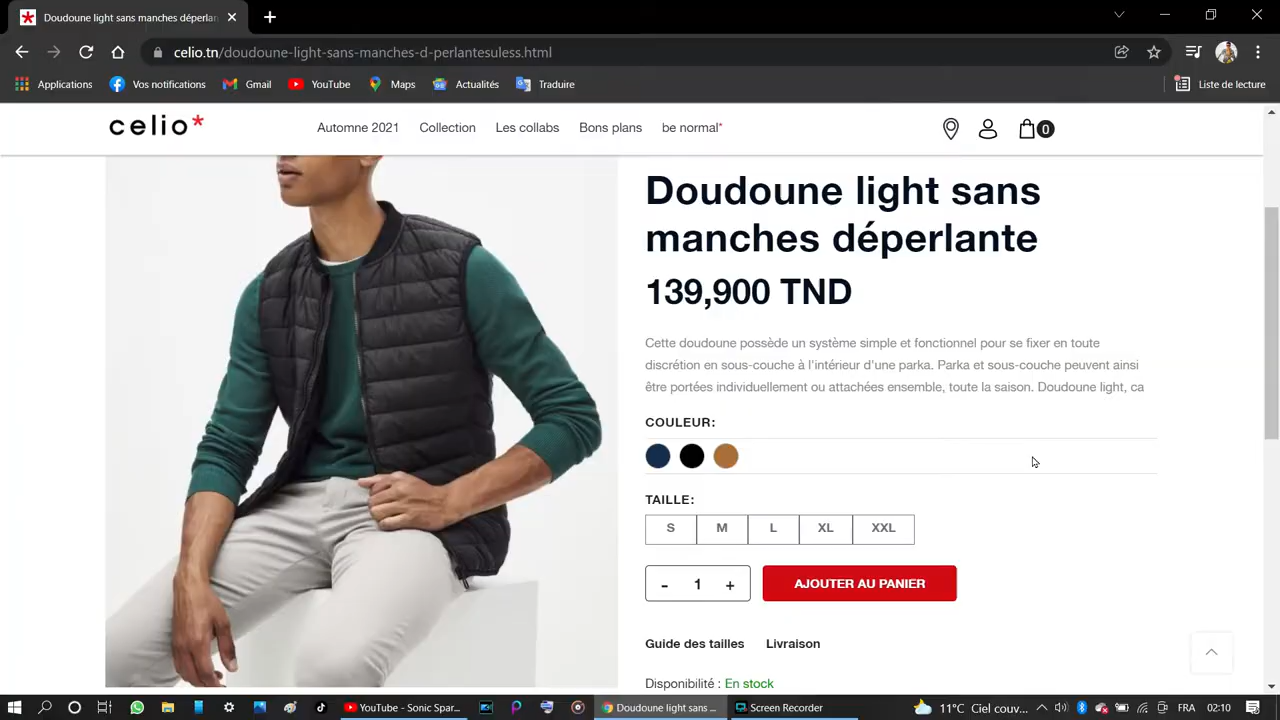 Doudoune light sans manches déperlan
celio.tn/doudoune-light-sans-manches-d-perlantesuless.html
Applications Vos notifications Gmail YouTube Maps Actualités Traduire Liste de lecture
celio* Automne 2021 Collection Les collabs Bons plans be normal* 0
Doudoune light sans
manches déperlante
139,900 TND
Cette doudoune possède un système simple et fonctionnel pour se fixer en toute
discrétion en sous-couche à l'intérieur d'une parka. Parka et sous-couche peuvent ainsi
être portées individuellement ou attachées ensemble, toute la saison. Doudoune light, ca
COULEUR:
TAILLE:
S M L XL XXL
- 1 + AJOUTER AU PANIER
Guide des tailles Livraison
Disponibilité : En stock
YouTube - Sonic Spar... Doudoune light sans ... Screen Recorder 11°C Ciel couv... FRA 02:10